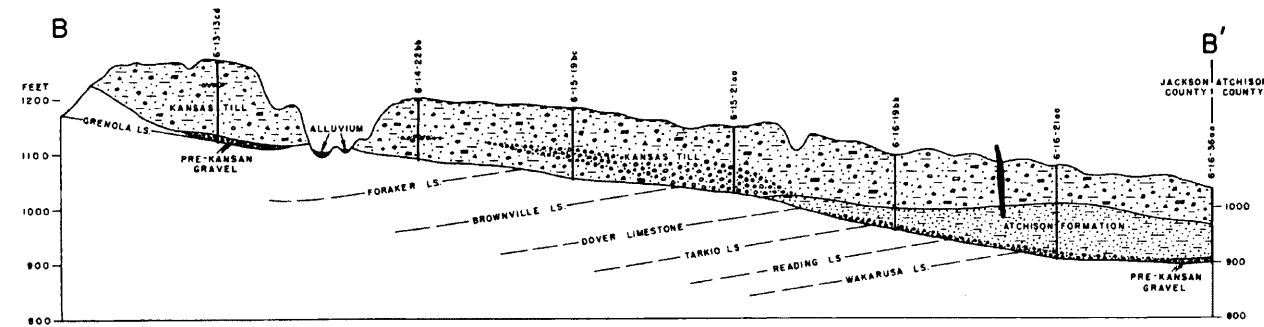 B
B'
6-13-13cd
6-14-22bb
6-15-19bc
6-15-21aa
6-16-19bb
6-16-21aa
6-16-36aa
JACKSON ATCHISON
COUNTY COUNTY
FEET
1200
1100
1000
900
800
1000
900
800
KANSAS TILL
GRENOLA LS.
ALLUVIUM
PRE-KANSAN
GRAVEL
KANSAS TILL
FORAKER LS.
BROWNVILLE LS.
DOVER LIMESTONE
TARKIO LS
READING LS
WAKARUSA LS.
ATCHISON FORMATION
PRE-KANSAN
GRAVEL